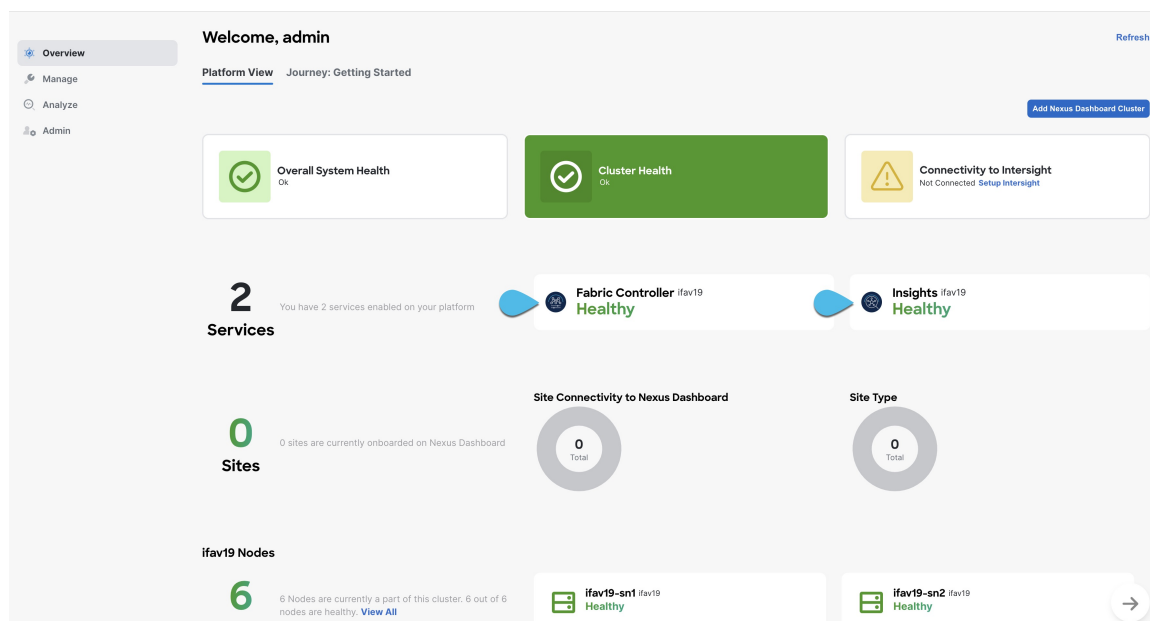 Welcome, admin
Refresh
Overview
Manage
Analyze
Admin
Platform View
Journey: Getting Started
Add Nexus Dashboard Cluster
Overall System Health
Ok
Cluster Health
Ok
Connectivity to Intersight
Not Connected Setup Intersight
2
Services
You have 2 services enabled on your platform
Fabric Controller ifav19
Healthy
Insights ifav19
Healthy
0
Sites
0 sites are currently onboarded on Nexus Dashboard
Site Connectivity to Nexus Dashboard
0
Total
Site Type
0
Total
ifav19 Nodes
6
6 Nodes are currently a part of this cluster. 6 out of 6
nodes are healthy. View All
ifav19-sn1 ifav19
Healthy
ifav19-sn2 ifav19
Healthy